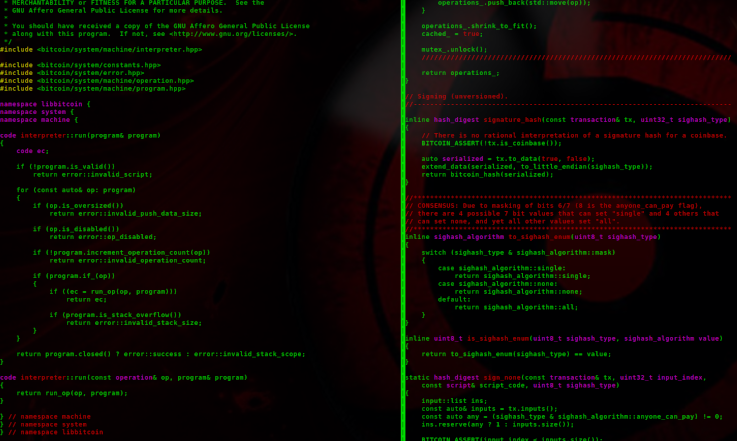 * MERCHANTABILITY or FITNESS FOR A PARTICULAR PURPOSE.  See the
 * GNU Affero General Public License for more details.
 *
 * You should have received a copy of the GNU Affero General Public License
 * along with this program.  If not, see <http://www.gnu.org/licenses/>.
 */
#include <bitcoin/system/machine/interpreter.hpp>

#include <bitcoin/system/constants.hpp>
#include <bitcoin/system/error.hpp>
#include <bitcoin/system/machine/operation.hpp>
#include <bitcoin/system/machine/program.hpp>

namespace libbitcoin {
namespace system {
namespace machine {

code interpreter::run(program& program)
{
    code ec;

    if (!program.is_valid())
        return error::invalid_script;

    for (const auto& op: program)
    {
        if (op.is_oversized())
            return error::invalid_push_data_size;

        if (op.is_disabled())
            return error::op_disabled;

        if (!program.increment_operation_count(op))
            return error::invalid_operation_count;

        if (program.if_(op))
        {
            if ((ec = run_op(op, program)))
                return ec;

            if (program.is_stack_overflow())
                return error::invalid_stack_size;
        }
    }

    return program.closed() ? error::success : error::invalid_stack_scope;
}

code interpreter::run(const operation& op, program& program)
{
    return run_op(op, program);
}

} // namespace machine
} // namespace system
} // namespace libbitcoin
        operations_.push_back(std::move(op));
    }

    operations_.shrink_to_fit();
    cached_ = true;

    mutex_.unlock();
    ///////////////////////////////////////////////////////////////////////////

    return operations_;
}

// Signing (unversioned).
//-----------------------------------------------------------------------------

inline hash_digest signature_hash(const transaction& tx, uint32_t sighash_type)
{
    // There is no rational interpretation of a signature hash for a coinbase.
    BITCOIN_ASSERT(!tx.is_coinbase());

    auto serialized = tx.to_data(true, false);
    extend_data(serialized, to_little_endian(sighash_type));
    return bitcoin_hash(serialized);
}

//*****************************************************************************
// CONSENSUS: Due to masking of bits 6/7 (8 is the anyone_can_pay flag),
// there are 4 possible 7 bit values that can set "single" and 4 others that
// can set none, and yet all other values set "all".
//*****************************************************************************
inline sighash_algorithm to_sighash_enum(uint8_t sighash_type)
{
    switch (sighash_type & sighash_algorithm::mask)
    {
        case sighash_algorithm::single:
            return sighash_algorithm::single;
        case sighash_algorithm::none:
            return sighash_algorithm::none;
        default:
            return sighash_algorithm::all;
    }
}

inline uint8_t is_sighash_enum(uint8_t sighash_type, sighash_algorithm value)
{
    return to_sighash_enum(sighash_type) == value;
}

static hash_digest sign_none(const transaction& tx, uint32_t input_index,
    const script& script_code, uint8_t sighash_type)
{
    input::list ins;
    const auto& inputs = tx.inputs();
    const auto any = (sighash_type & sighash_algorithm::anyone_can_pay) != 0;
    ins.reserve(any ? 1 : inputs.size());

    BITCOIN_ASSERT(input_index < inputs.size());